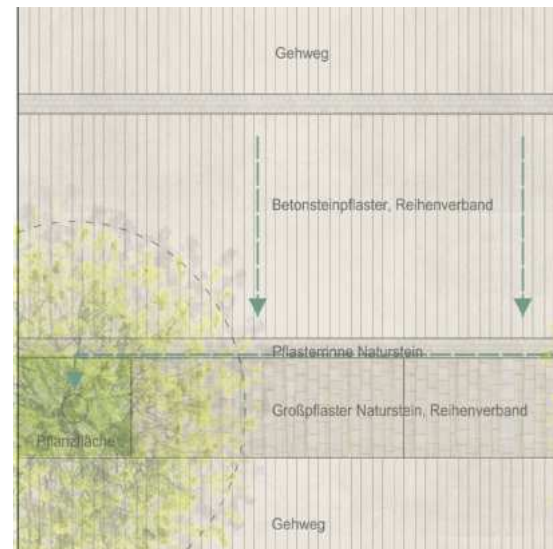 Gehweg
Betonsteinpflaster, Reihenverband
Pflasterrinne Naturstein
Großpflaster Naturstein, Reihenverband
Pflanzfläche
Gehweg